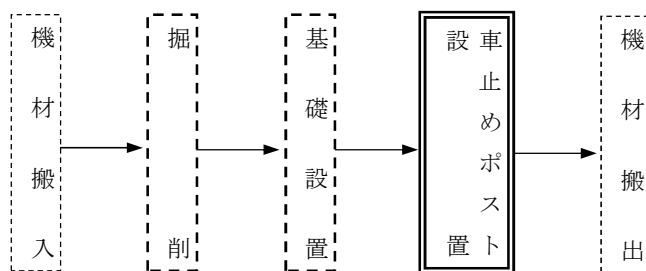 機材搬入
掘削
基礎設置
車止めポスト
設置
機材搬出